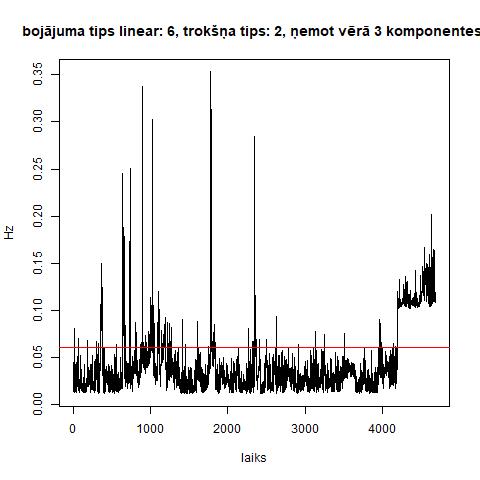 bojājuma tips linear: 6, trokšņa tips: 2, ņemot vērā 3 komponentes
Hz
0.00 0.05 0.10 0.15 0.20 0.25 0.30 0.35
0 1000 2000 3000 4000
laiks